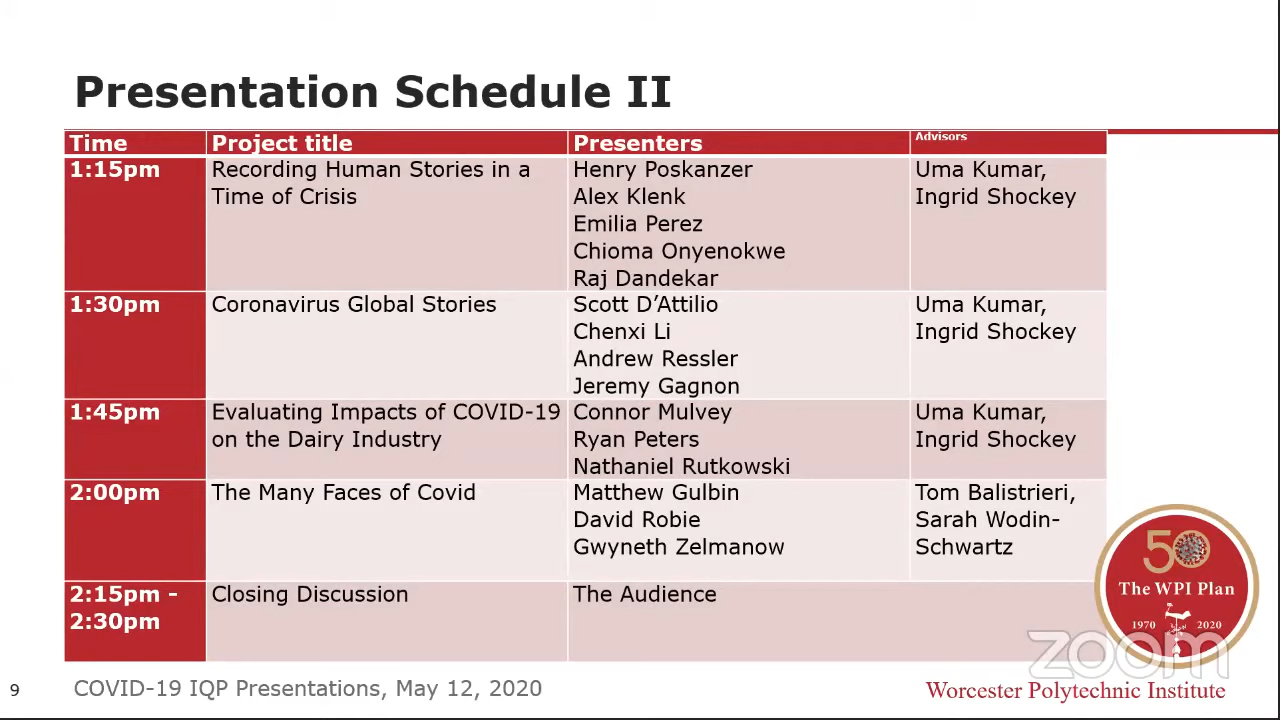 Presentation Schedule II
Time Project title Presenters Advisors
1:15pm Recording Human Stories in a Henry Poskanzer Uma Kumar,
Time of Crisis Alex Klenk Ingrid Shockey
Emilia Perez
Chioma Onyenokwe
Raj Dandekar
1:30pm Coronavirus Global Stories Scott D’Attilio Uma Kumar,
Chenxi Li Ingrid Shockey
Andrew Ressler
Jeremy Gagnon
1:45pm Evaluating Impacts of COVID-19 Connor Mulvey Uma Kumar,
on the Dairy Industry Ryan Peters Ingrid Shockey
Nathaniel Rutkowski
2:00pm The Many Faces of Covid Matthew Gulbin Tom Balistrieri,
David Robie Sarah Wodin-
Gwyneth Zelmanow Schwartz
2:15pm - Closing Discussion The Audience
2:30pm
50
The WPI Plan
1970 2020
zoom
9 COVID-19 IQP Presentations, May 12, 2020 Worcester Polytechnic Institute